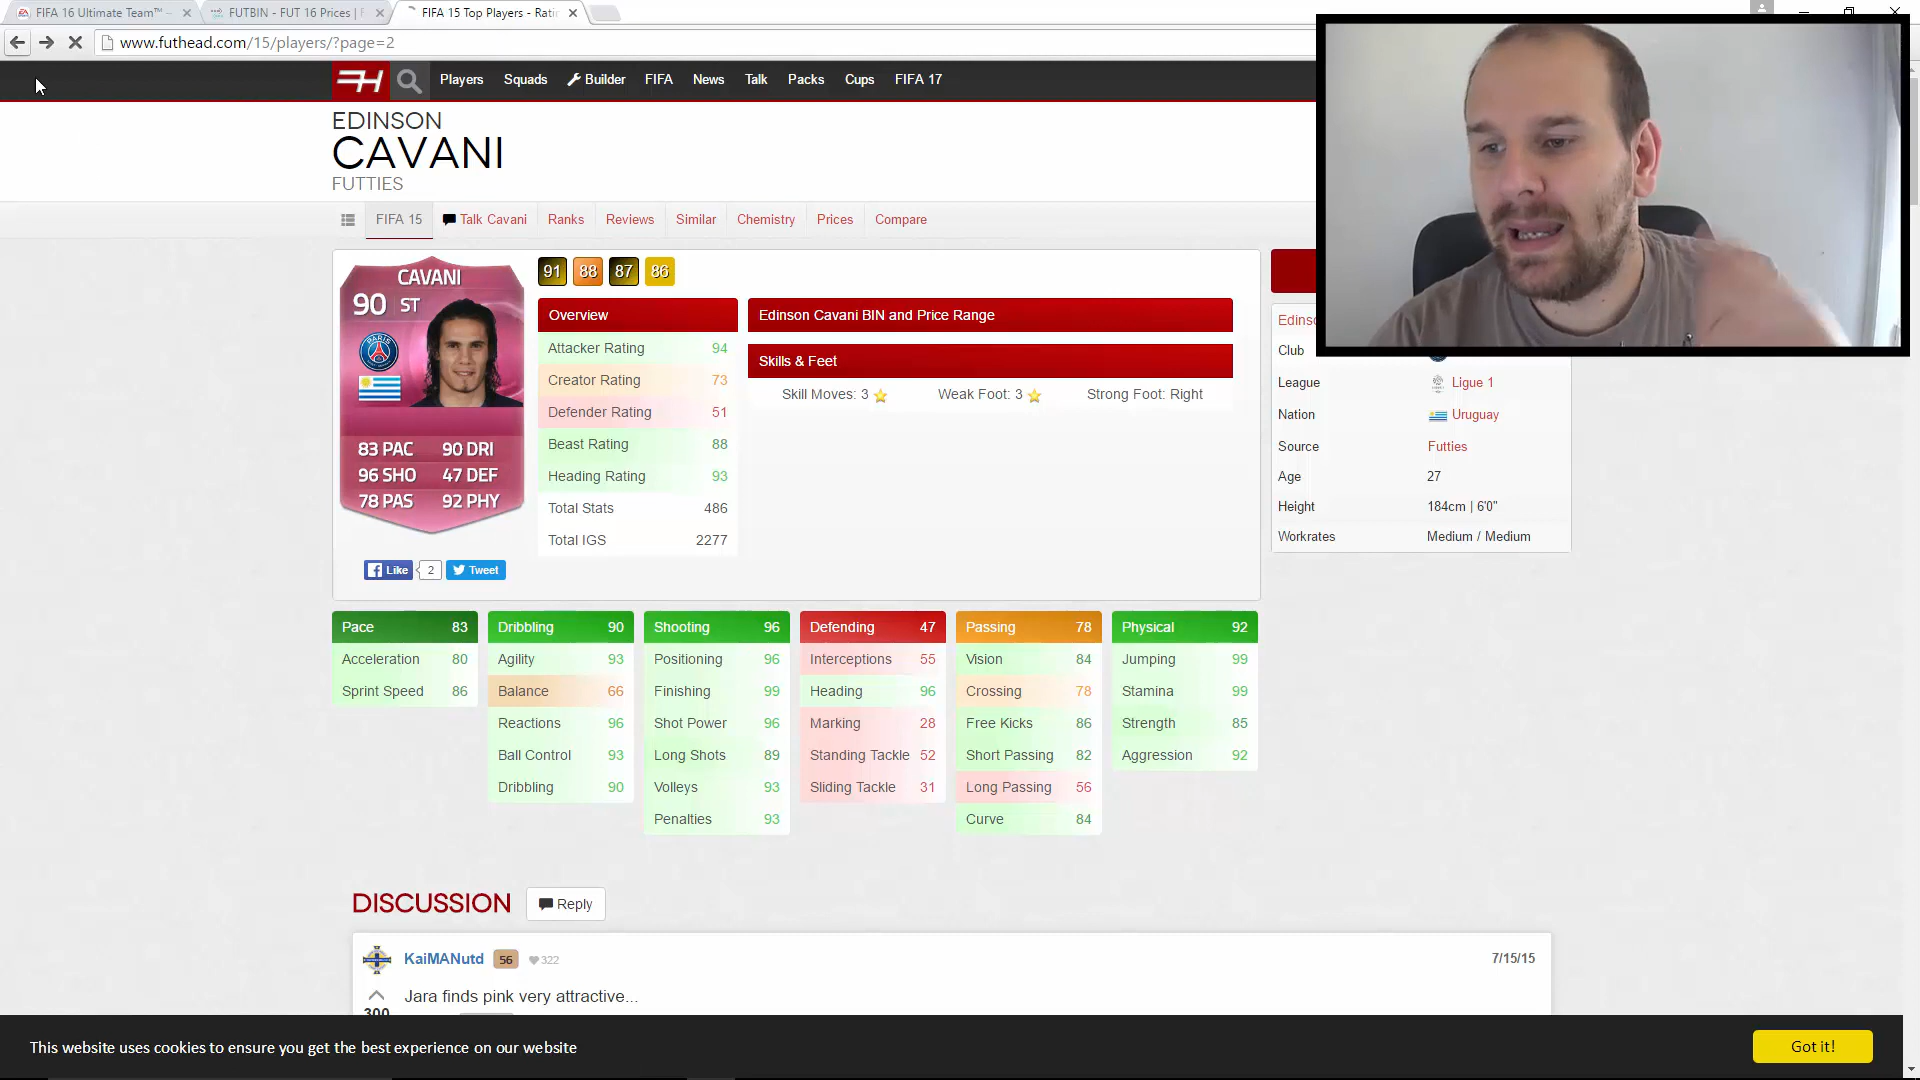 FIFA 16 Ultimate Team™ -
FUTBIN - FUT 16 Prices | F
FIFA 15 Top Players - Ratin
www.futhead.com/15/players/?page=2
FH Players Squads Builder FIFA News Talk Packs Cups FIFA 17
EDINSON
CAVANI
FUTTIES
FIFA 15 Talk Cavani Ranks Reviews Similar Chemistry Prices Compare
CAVANI
90 ST
PARIS
83 PAC 90 DRI
96 SHO 47 DEF
78 PAS 92 PHY
Like 2 Tweet
91 88 87 86
Overview
Attacker Rating 94
Creator Rating 73
Defender Rating 51
Beast Rating 88
Heading Rating 93
Total Stats 486
Total IGS 2277
Edinson Cavani BIN and Price Range
Skills & Feet
Skill Moves: 3 Weak Foot: 3 Strong Foot: Right
Edins
Club
League Ligue 1
Nation Uruguay
Source Futties
Age 27
Height 184cm | 6'0"
Workrates Medium / Medium
Pace 83
Acceleration 80
Sprint Speed 86
Dribbling 90
Agility 93
Balance 66
Reactions 96
Ball Control 93
Dribbling 90
Shooting 96
Positioning 96
Finishing 99
Shot Power 96
Long Shots 89
Volleys 93
Penalties 93
Defending 47
Interceptions 55
Heading 96
Marking 28
Standing Tackle 52
Sliding Tackle 31
Passing 78
Vision 84
Crossing 78
Free Kicks 86
Short Passing 82
Long Passing 56
Curve 84
Physical 92
Jumping 99
Stamina 99
Strength 85
Aggression 92
DISCUSSION Reply
KaiMANutd 56 322 7/15/15
Jara finds pink very attractive...
300
This website uses cookies to ensure you get the best experience on our website Got it!